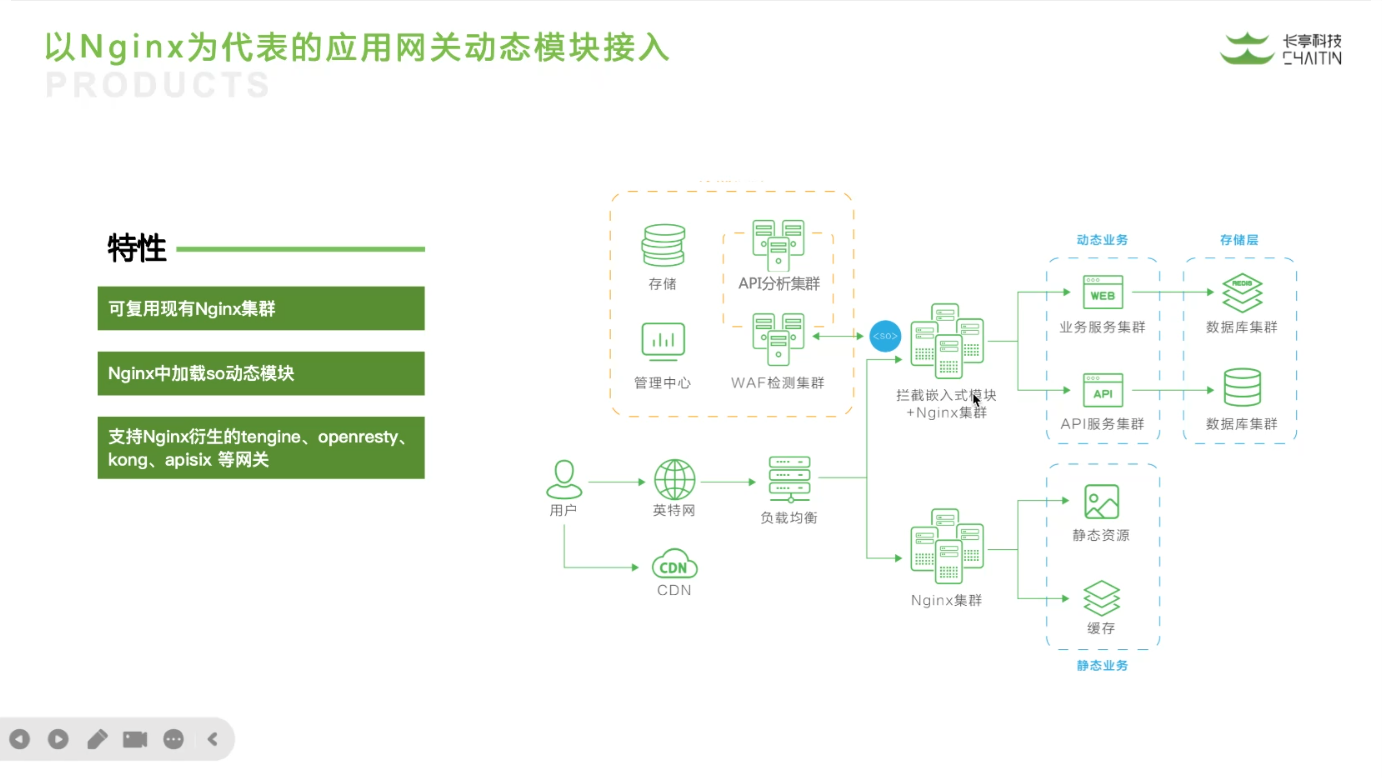 以Nginx为代表的应用网关动态模块接入
PRODUCTS
长亭科技
CHAITIN
特性
可复用现有Nginx集群
Nginx中加载so动态模块
支持Nginx衍生的tengine、openresty、
kong、apisix 等网关
存储
API分析集群
管理中心
WAF检测集群
<SO>
拦截嵌入式模块
+Nginx集群
动态业务
存储层
WEB
业务服务集群
REDIS
数据库集群
API
API服务集群
数据库集群
用户
英特网
负载均衡
CDN
CDN
Nginx集群
静态资源
缓存
静态业务